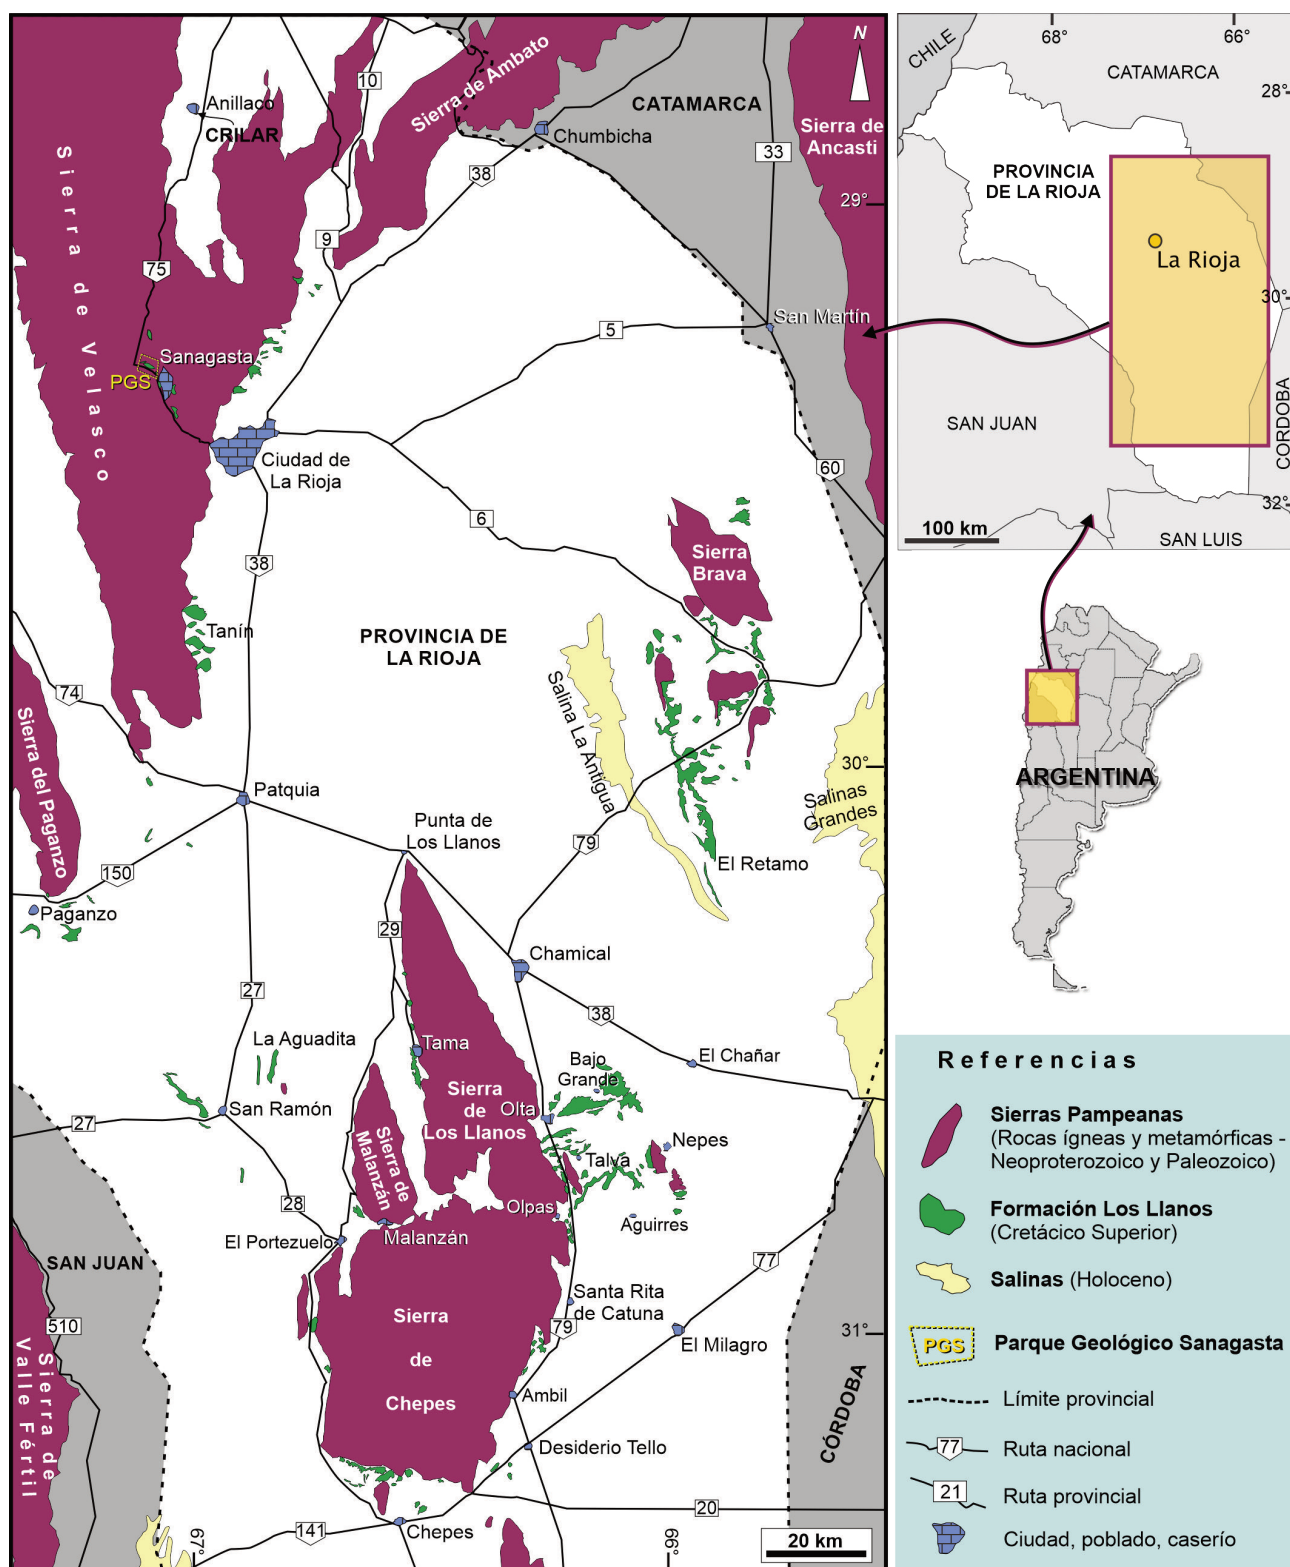 N
Anillaco
CRILAR
10
Sierra de Ambato
CATAMARCA
Chumbicha
33
Sierra de
Ancasti
38
29°
Sierra de Velasco
9
75
5
San Martín
Sanagasta
PGS
Ciudad de
La Rioja
60
6
Sierra
Brava
38
Tanín
PROVINCIA DE
LA RIOJA
74
Salina La Antigua
Sierra del Paganzo
30°
Patquia
Salinas
Grandes
Punta de
Los Llanos
79
El Retamo
150
Paganzo
29
Chamical
27
38
La Aguadita
Tama
Bajo
Grande
El Chañar
Sierra
de
Los Llanos
San Ramón
Olta
27
Sierra de
Malanzán
Nepes
Talva
28
Olpas
Aguirres
El Portezuelo
Malanzán
77
SAN JUAN
Santa Rita
de Catuna
Sierra
de
Chepes
510
79
El Milagro
31°
Sierra de
Valle Fértil
Ambil
CÓRDOBA
Desiderio Tello
20
141
Chepes
67°
66°
20 km
68°
66°
CHILE
CATAMARCA
28°
PROVINCIA
DE LA RIOJA
La Rioja
30°
SAN JUAN
CORDOBA
32°
100 km
SAN LUIS
ARGENTINA
Referencias
Sierras Pampeanas
(Rocas ígneas y metamórficas -
Neoproterozoico y Paleozoico)
Formación Los Llanos
(Cretácico Superior)
Salinas (Holoceno)
PGS
Parque Geológico Sanagasta
Límite provincial
77
Ruta nacional
21
Ruta provincial
Ciudad, poblado, caserío